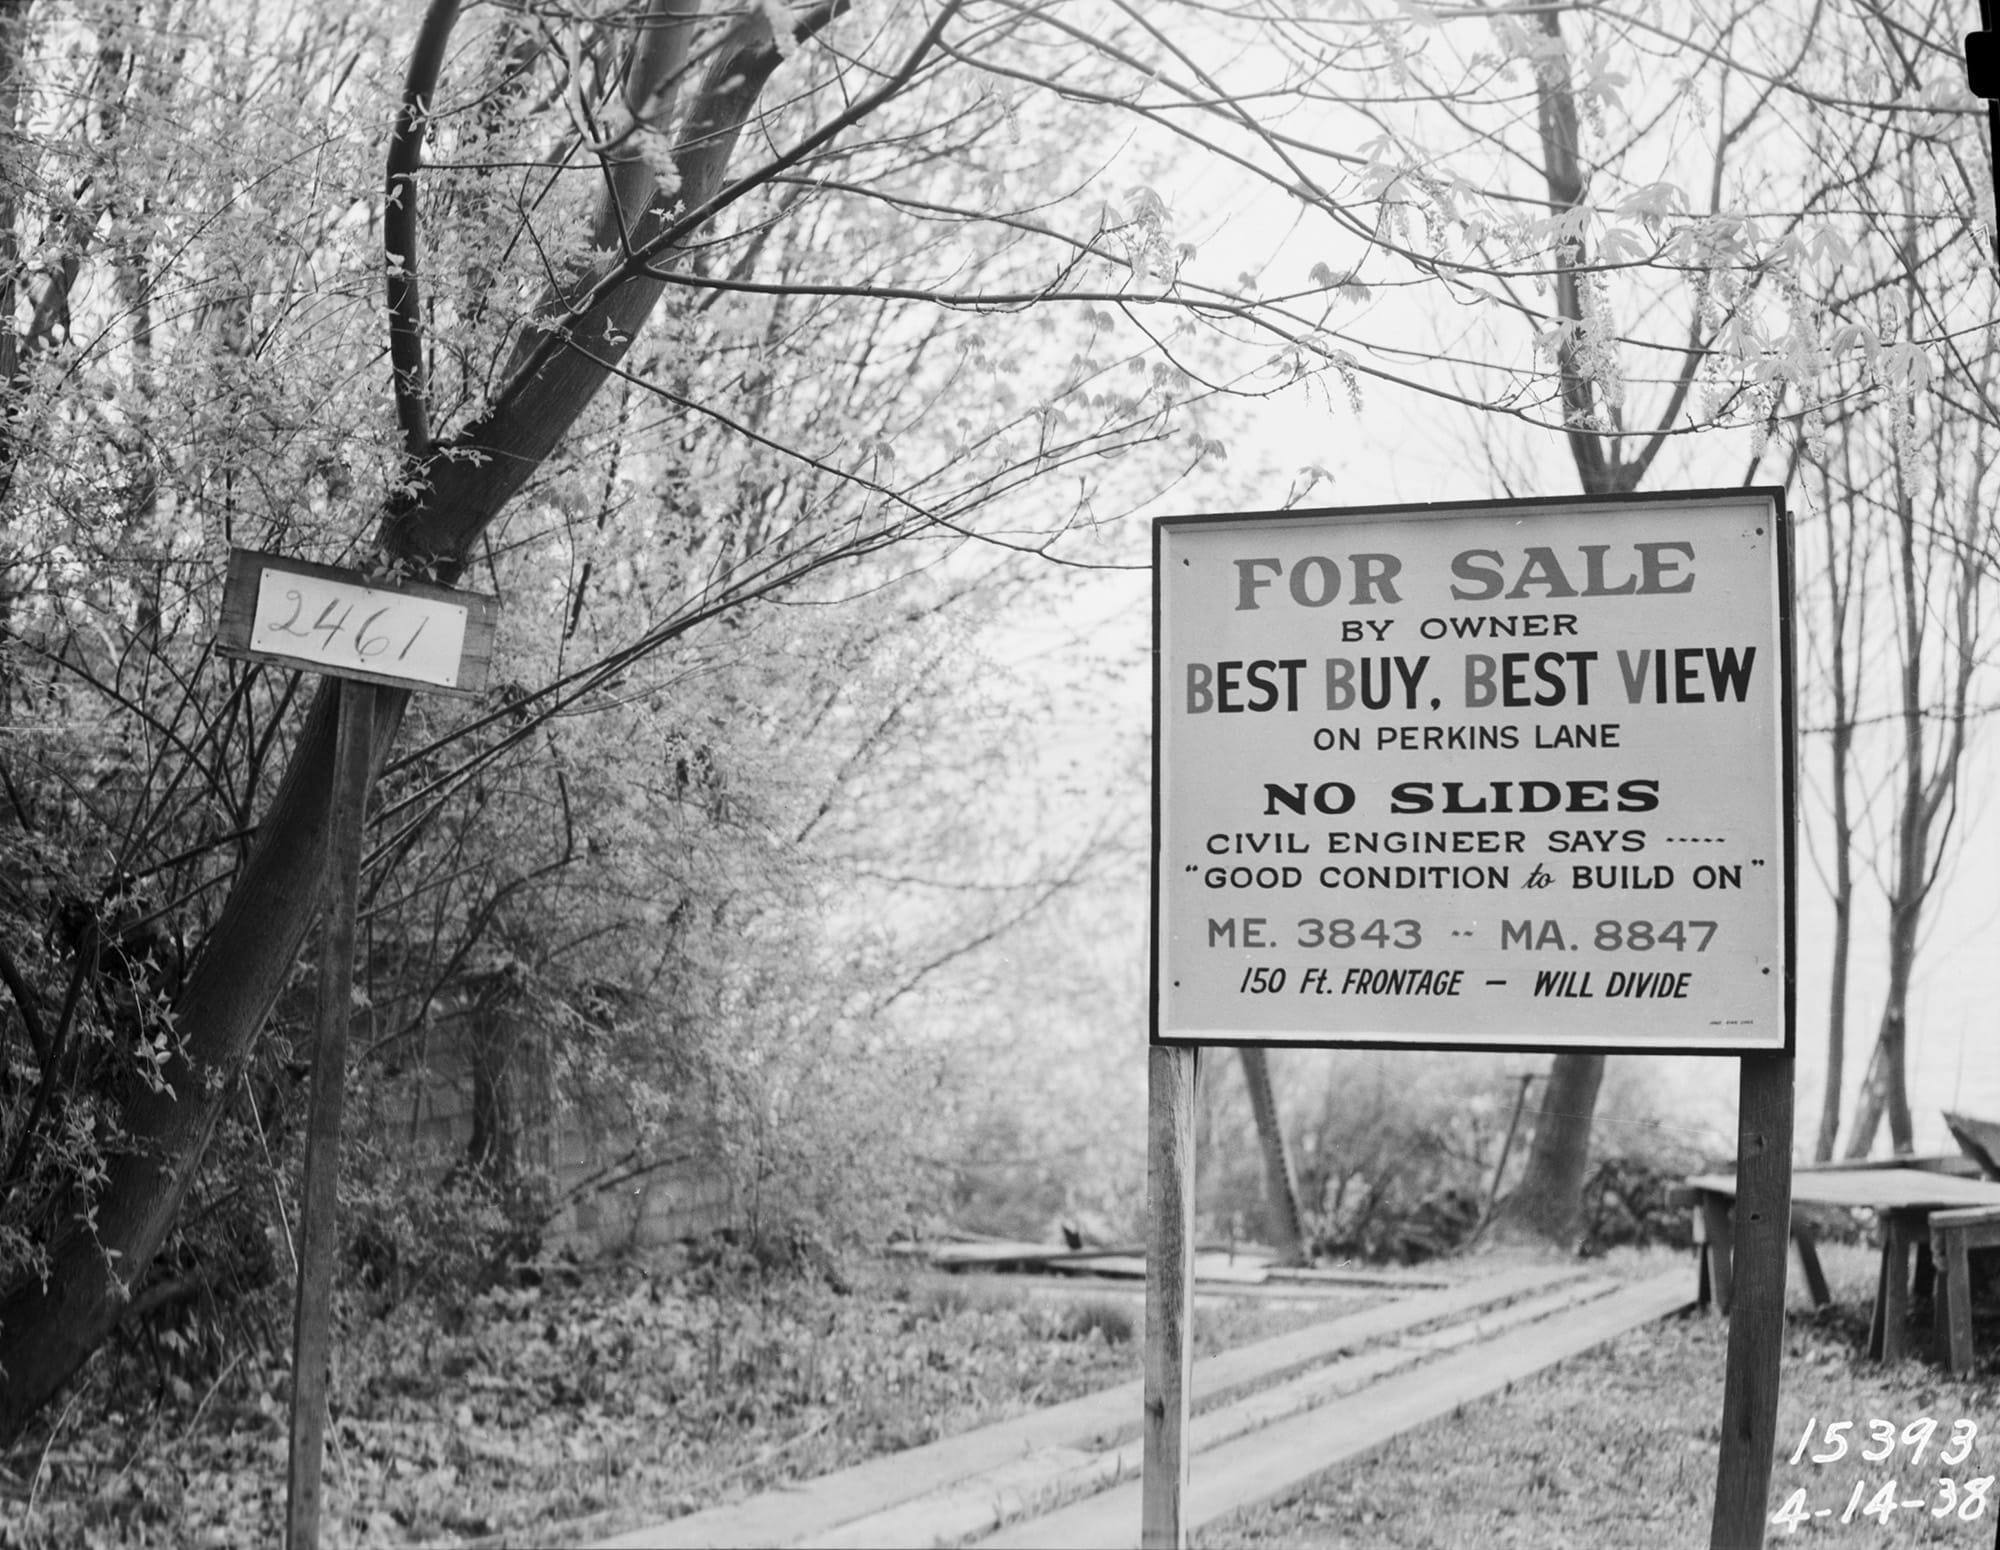 2461
FOR SALE
BY OWNER
BEST BUY, BEST VIEW
ON PERKINS LANE
NO SLIDES
CIVIL ENGINEER SAYS -----
"GOOD CONDITION to BUILD ON"
ME. 3843 -- MA. 8847
150 Ft. FRONTAGE - WILL DIVIDE
15393
4-14-38